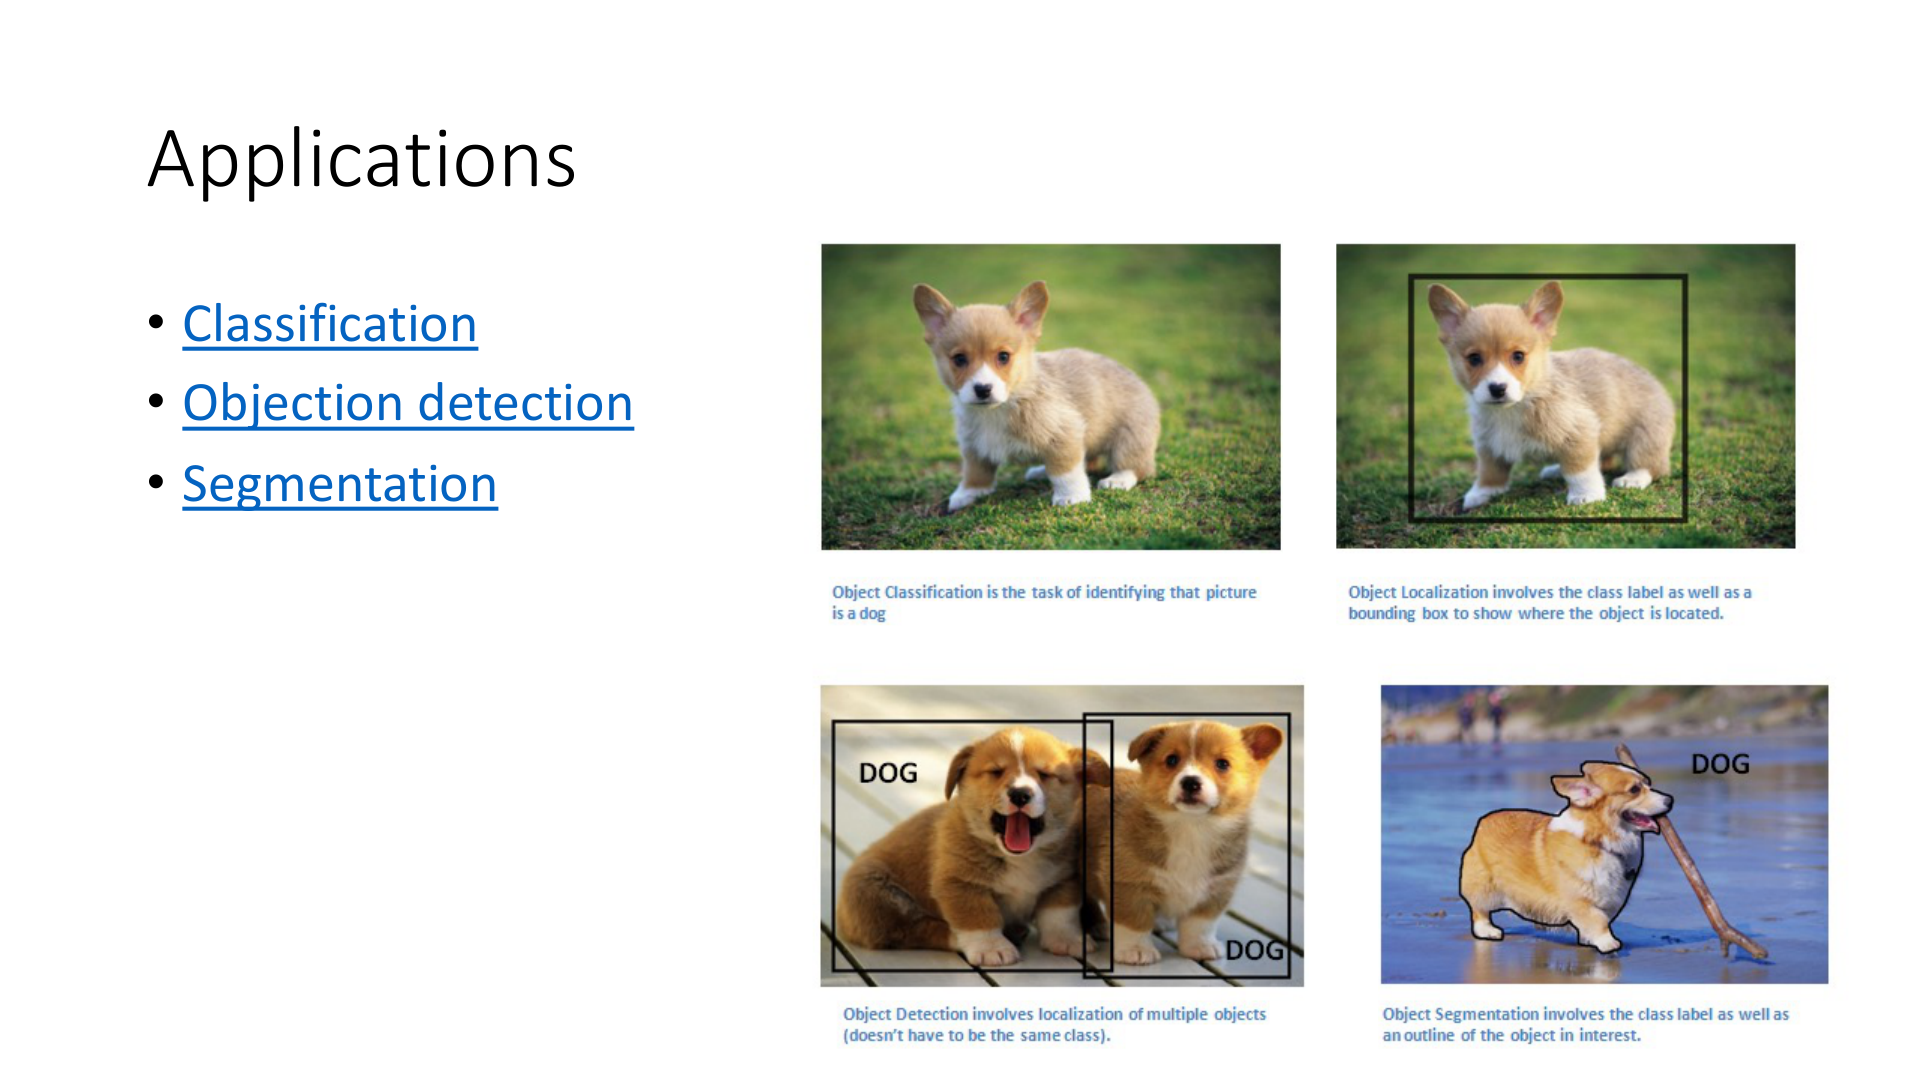 Applications
• Classification
• Objection detection
• Segmentation
Object Classification is the task of identifying that picture
is a dog
Object Localization involves the class label as well as a
bounding box to show where the object is located.
DOG
DOG
Object Detection involves localization of multiple objects
(doesn't have to be the same class).
DOG
Object Segmentation involves the class label as well as
an outline of the object in interest.